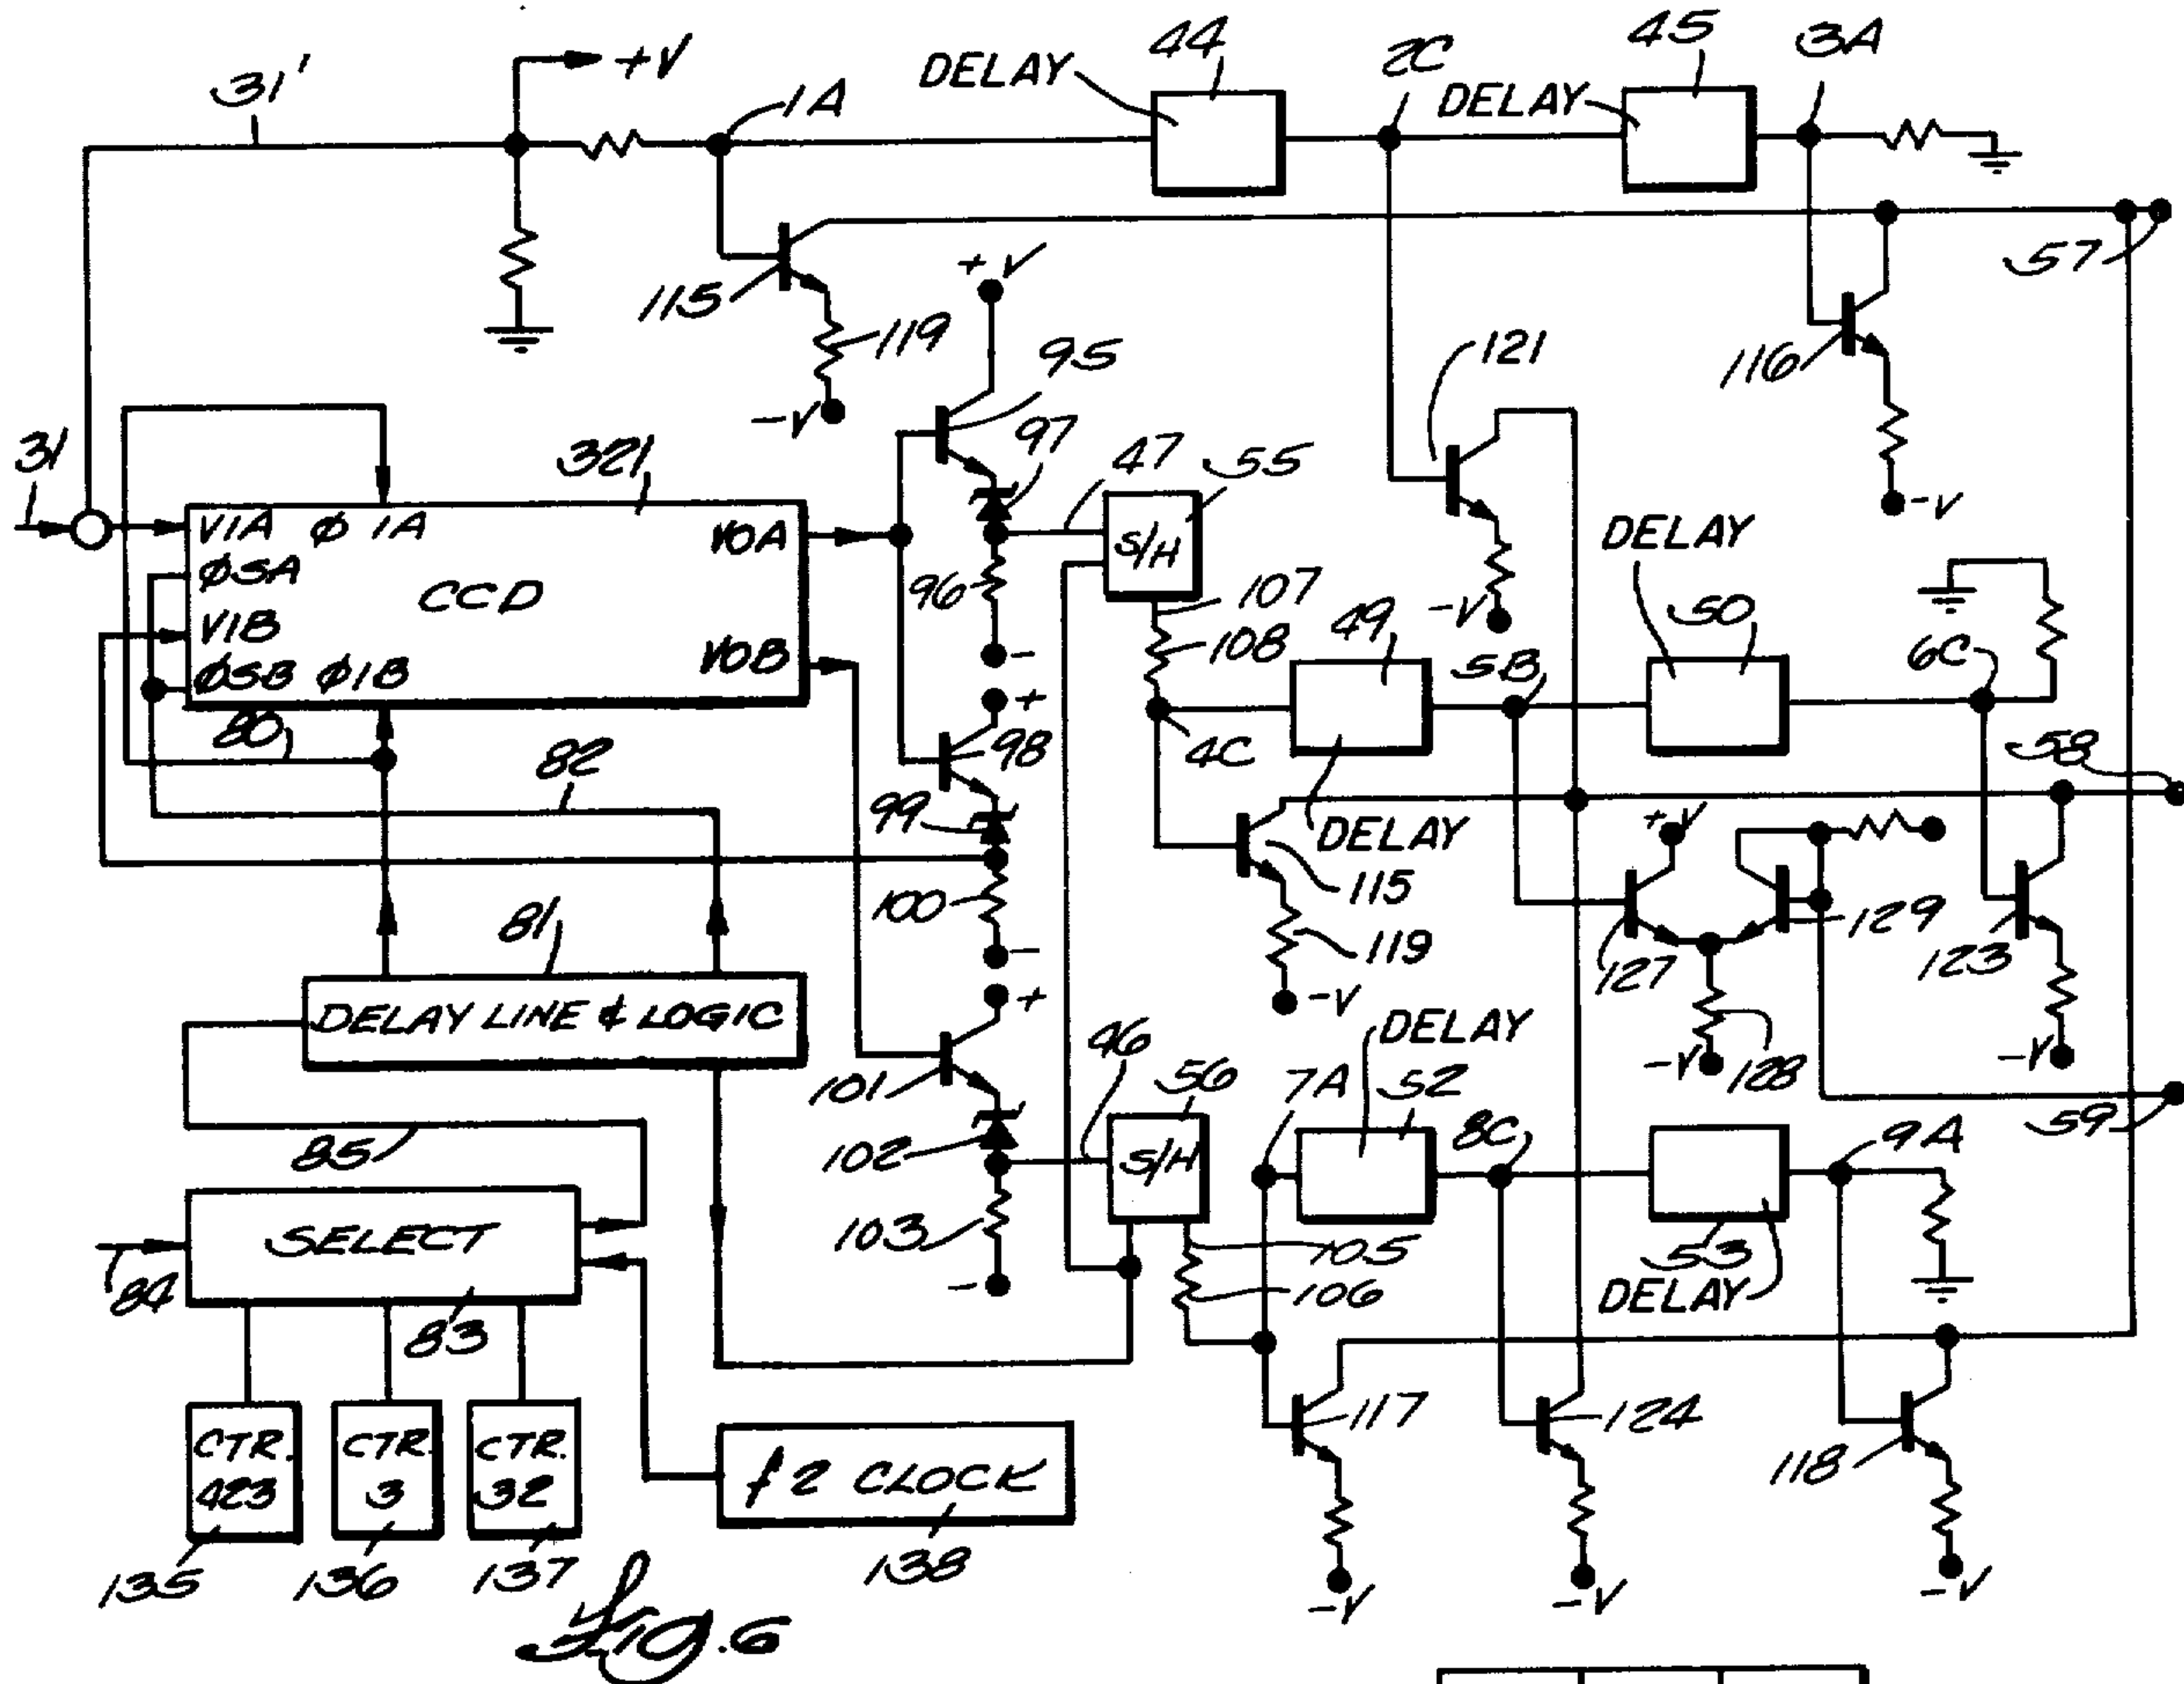 31'
+V
1A
DELAY
44
2C
DELAY
45
3A
57
115
119
-V
+V
95
97
121
116
-V
31
321
47
55
V1A φ 1A
φSA
V1B
φSB φ1B
CCD
VOA
VOB
S/H
96
-
107
108
-V
DELAY
49
5B
50
6C
4C
80
82
+
98
99
58
DELAY
+V
115
119
-V
100
-
127
129
123
-V
128
-V
81
DELAY LINE & LOGIC
+
101
102
103
-
46
56
S/H
7A
DELAY
52
8C
9A
59
53
DELAY
105
106
85
SELECT
84
83
117
124
118
CTR. 423
CTR. 3
CTR. 32
f2 CLOCK
135
136
137
138
-V
-V
-V
Fig. 6